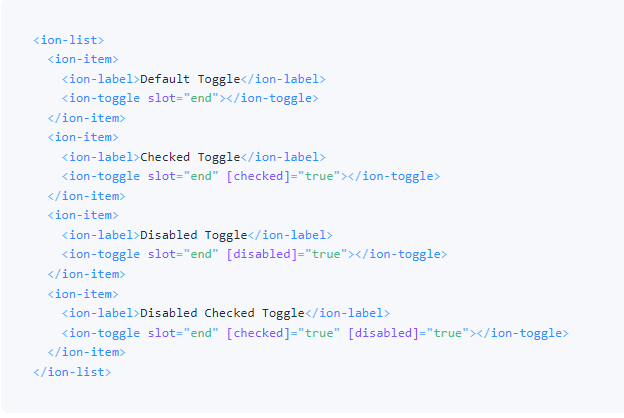 <ion-list>
  <ion-item>
    <ion-label>Default Toggle</ion-label>
    <ion-toggle slot="end"></ion-toggle>
  </ion-item>
  <ion-item>
    <ion-label>Checked Toggle</ion-label>
    <ion-toggle slot="end" [checked]="true"></ion-toggle>
  </ion-item>
  <ion-item>
    <ion-label>Disabled Toggle</ion-label>
    <ion-toggle slot="end" [disabled]="true"></ion-toggle>
  </ion-item>
  <ion-item>
    <ion-label>Disabled Checked Toggle</ion-label>
    <ion-toggle slot="end" [checked]="true" [disabled]="true"></ion-toggle>
  </ion-item>
</ion-list>